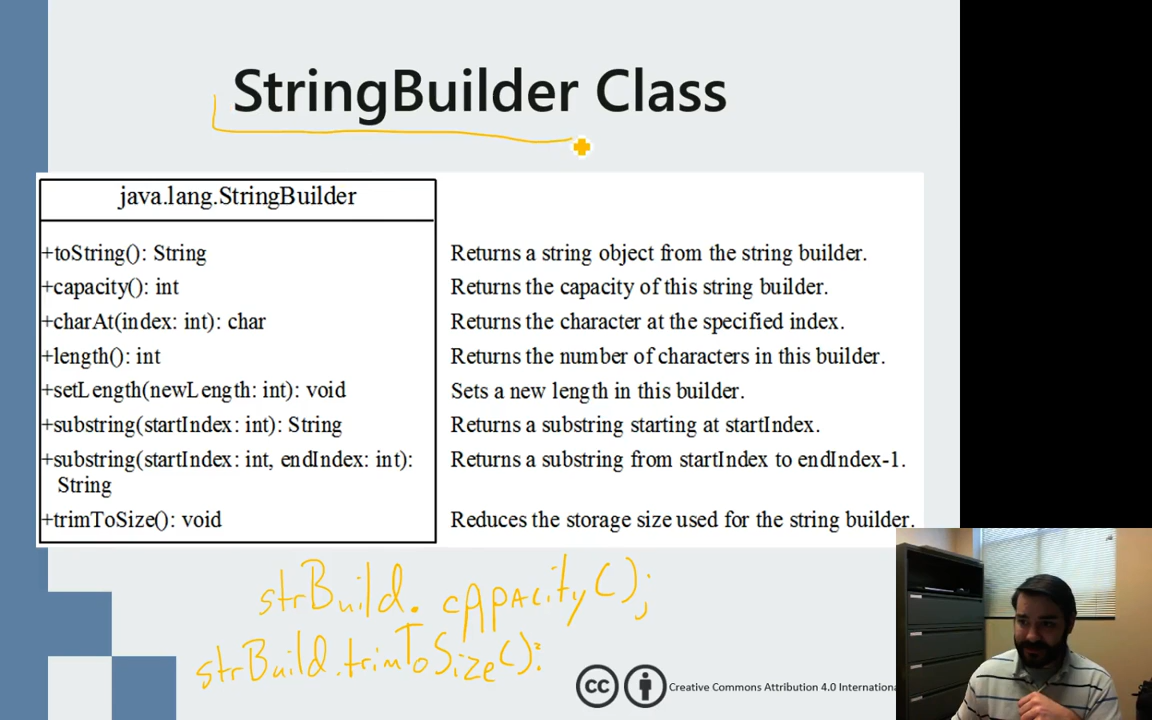 StringBuilder Class
java.lang.StringBuilder
+toString(): String Returns a string object from the string builder.
+capacity(): int Returns the capacity of this string builder.
+charAt(index: int): char Returns the character at the specified index.
+length(): int Returns the number of characters in this builder.
+setLength(newLength: int): void Sets a new length in this builder.
+substring(startIndex: int): String Returns a substring starting at startIndex.
+substring(startIndex: int, endIndex: int): Returns a substring from startIndex to endIndex-1.
String
+trimToSize(): void Reduces the storage size used for the string builder.
strBuild.capacity();
strBuild.trimToSize();
cc Creative Commons Attribution 4.0 Internationa